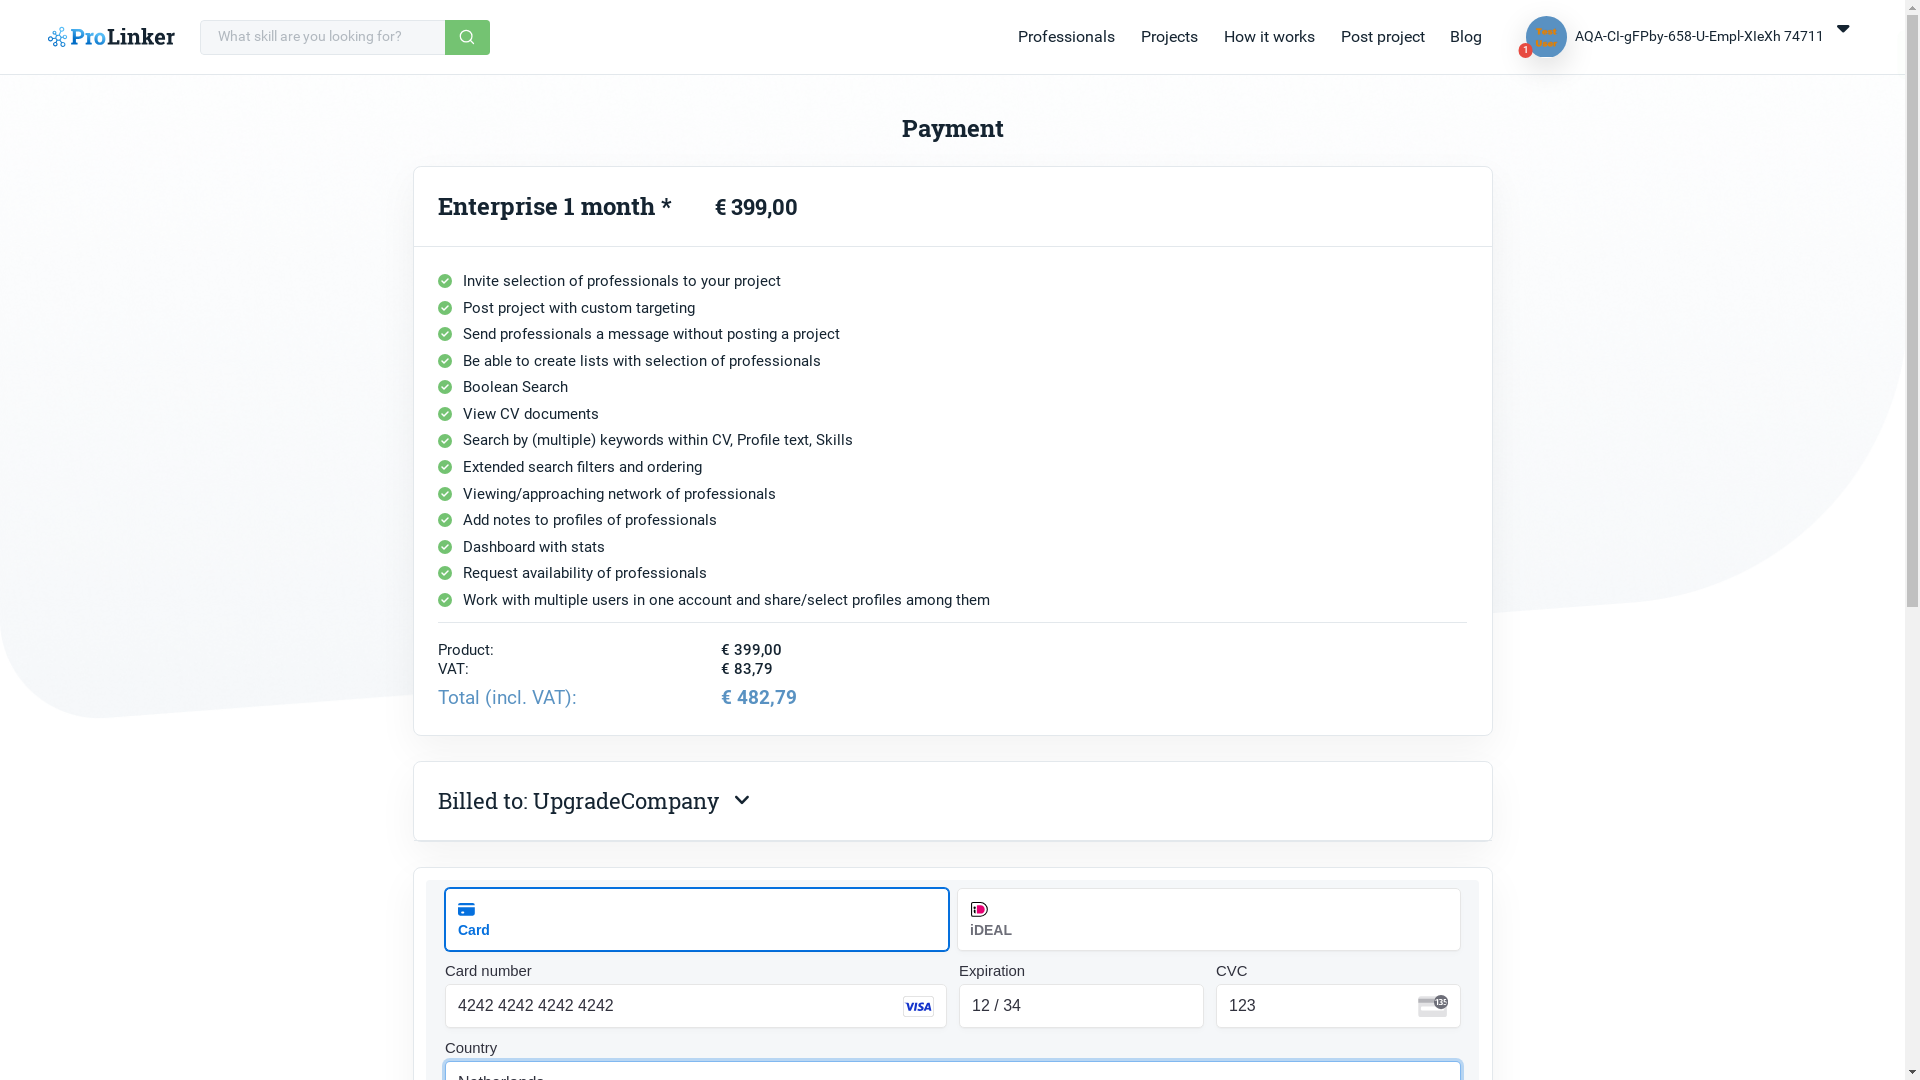 ProLinker
What skill are you looking for?
Professionals
Projects
How it works
Post project
Blog
Test User
1
AQA-CI-gFPby-658-U-Empl-XIeXh 74711
Payment
Enterprise 1 month * € 399,00
Invite selection of professionals to your project
Post project with custom targeting
Send professionals a message without posting a project
Be able to create lists with selection of professionals
Boolean Search
View CV documents
Search by (multiple) keywords within CV, Profile text, Skills
Extended search filters and ordering
Viewing/approaching network of professionals
Add notes to profiles of professionals
Dashboard with stats
Request availability of professionals
Work with multiple users in one account and share/select profiles among them
Product: € 399,00
VAT: € 83,79
Total (incl. VAT): € 482,79
Billed to: UpgradeCompany
Card
iDEAL
Card number
Expiration
CVC
4242 4242 4242 4242
VISA
12 / 34
123
135
Country
Netherlands